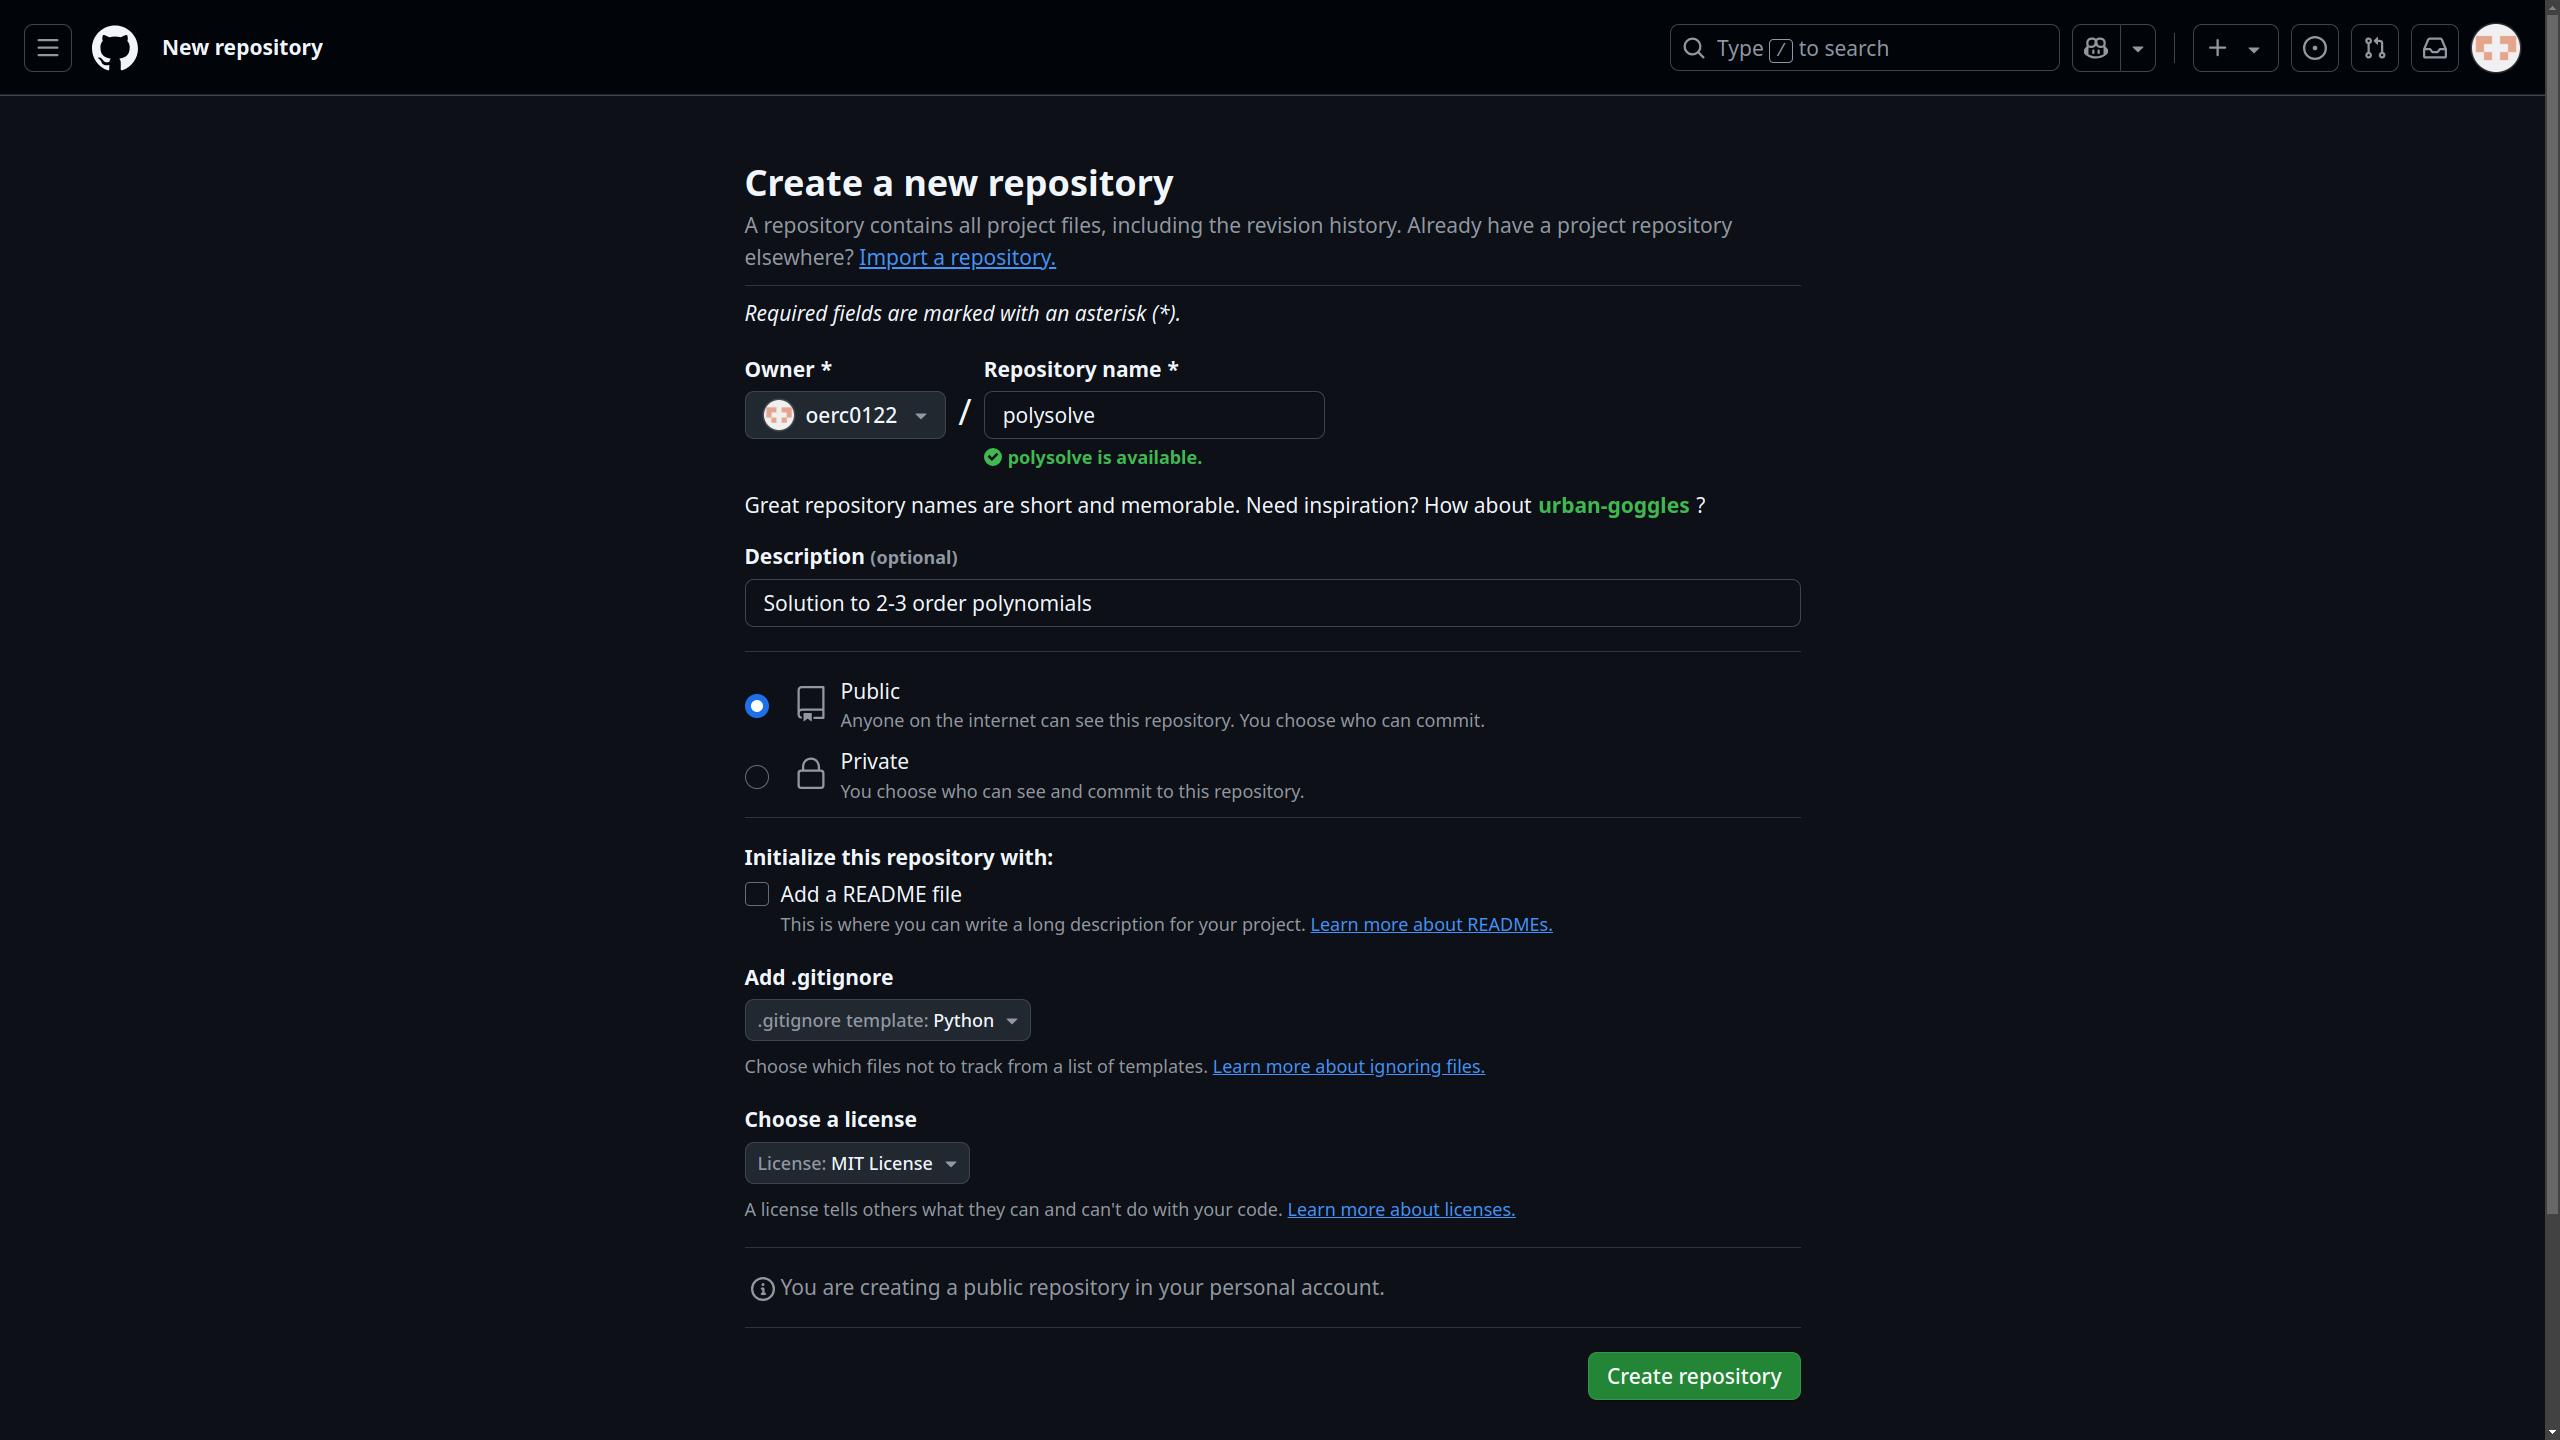 New repository
Type / to search
Create a new repository
A repository contains all project files, including the revision history. Already have a project repository
elsewhere? Import a repository.
Required fields are marked with an asterisk (*).
Owner *
Repository name *
oerc0122
/
polysolve
polysolve is available.
Great repository names are short and memorable. Need inspiration? How about urban-goggles ?
Description (optional)
Solution to 2-3 order polynomials
Public
Anyone on the internet can see this repository. You choose who can commit.
Private
You choose who can see and commit to this repository.
Initialize this repository with:
Add a README file
This is where you can write a long description for your project. Learn more about READMEs.
Add .gitignore
.gitignore template: Python
Choose which files not to track from a list of templates. Learn more about ignoring files.
Choose a license
License: MIT License
A license tells others what they can and can't do with your code. Learn more about licenses.
You are creating a public repository in your personal account.
Create repository